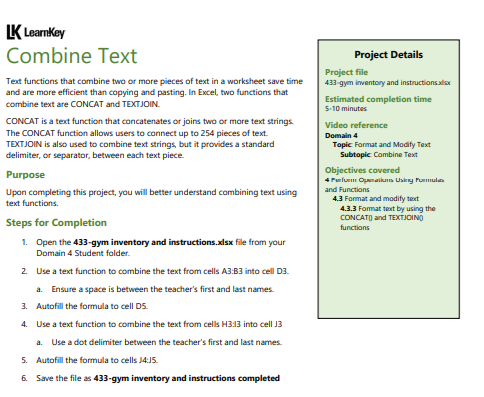 LK LearnKey
Combine Text
Text functions that combine two or more pieces of text in a worksheet save time
and are more efficient than copying and pasting. In Excel, two functions that
combine text are CONCAT and TEXTJOIN.
CONCAT is a text function that concatenates or joins two or more text strings.
The CONCAT function allows users to connect up to 254 pieces of text.
TEXTJOIN is also used to combine text strings, but it provides a standard
delimiter, or separator, between each text piece.
Purpose
Upon completing this project, you will better understand combining text using
text functions.
Steps for Completion
1. Open the 433-gym inventory and instructions.xlsx file from your
Domain 4 Student folder.
2. Use a text function to combine the text from cells A3:B3 into cell D3.
a. Ensure a space is between the teacher's first and last names.
3. Autofill the formula to cell D5.
4. Use a text function to combine the text from cells H3:I3 into cell J3
a. Use a dot delimiter between the teacher's first and last names.
5. Autofill the formula to cells J4:J5.
6. Save the file as 433-gym inventory and instructions completed
Project Details
Project file
433-gym inventory and instructions.xlsx
Estimated completion time
5-10 minutes
Video reference
Domain 4
Topic: Format and Modify Text
Subtopic: Combine Text
Objectives covered
4 Perform Operations Using Formulas
and Functions
4.3 Format and modify text
4.3.3 Format text by using the
CONCAT() and TEXTJOIN()
functions